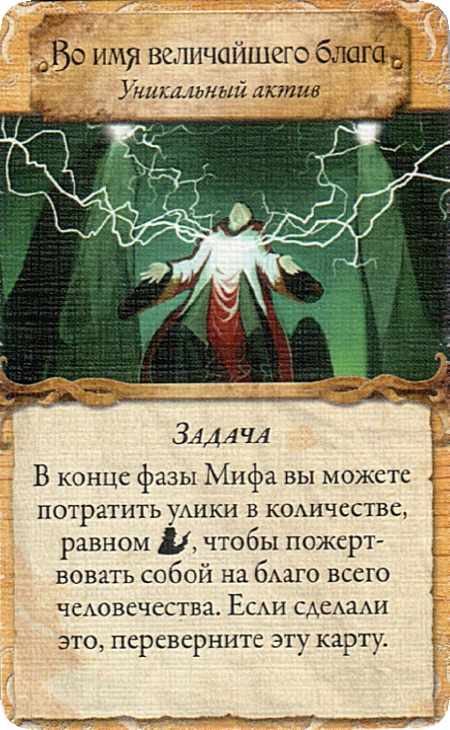 Во имя величайшего блага
Уникальный актив
Задача
В конце фазы Мифа вы можете
потратить улики в количестве,
равном , чтобы пожерт-
вовать собой на благо всего
человечества. Если сделали
это, переверните эту карту.